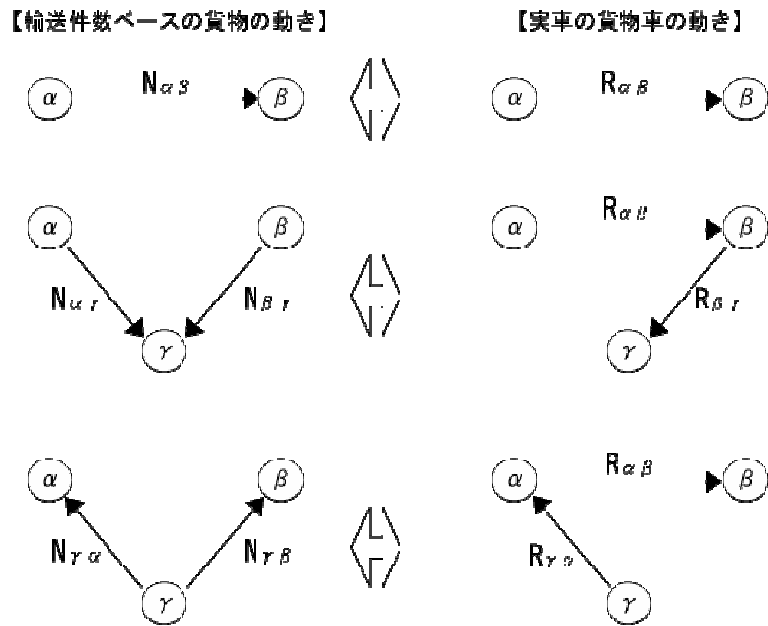 【輸送件数ベースの貨物の動き】 【実車の貨物車の動き】
α Nαβ β α Rαβ β
α β α Rαβ β
Nαγ Nβγ Rβγ
γ γ
α β α Rαβ β
Nγα Nγβ Rγα
γ γ